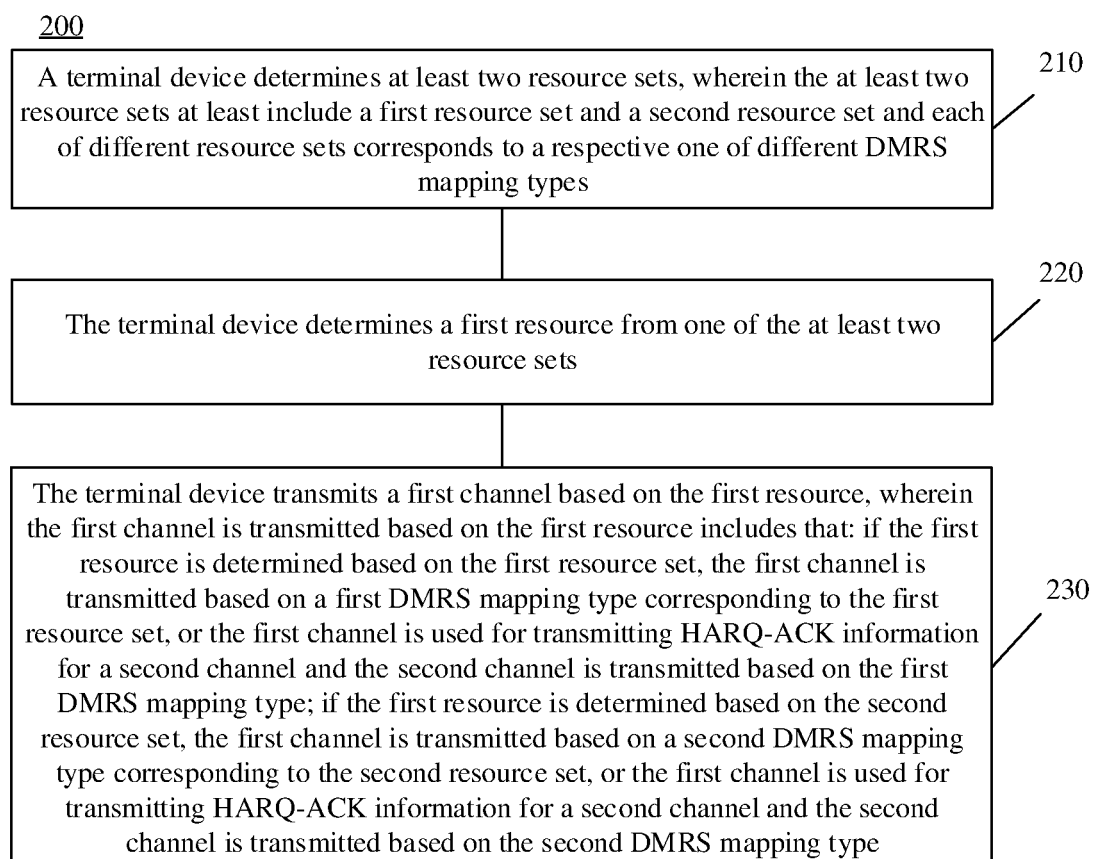 200
A terminal device determines at least two resource sets, wherein the at least two
resource sets at least include a first resource set and a second resource set and each
of different resource sets corresponds to a respective one of different DMRS
mapping types
210
The terminal device determines a first resource from one of the at least two
resource sets
220
The terminal device transmits a first channel based on the first resource, wherein
the first channel is transmitted based on the first resource includes that: if the first
resource is determined based on the first resource set, the first channel is
transmitted based on a first DMRS mapping type corresponding to the first
resource set, or the first channel is used for transmitting HARQ-ACK information
for a second channel and the second channel is transmitted based on the first
DMRS mapping type; if the first resource is determined based on the second
resource set, the first channel is transmitted based on a second DMRS mapping
type corresponding to the second resource set, or the first channel is used for
transmitting HARQ-ACK information for a second channel and the second
channel is transmitted based on the second DMRS mapping type
230